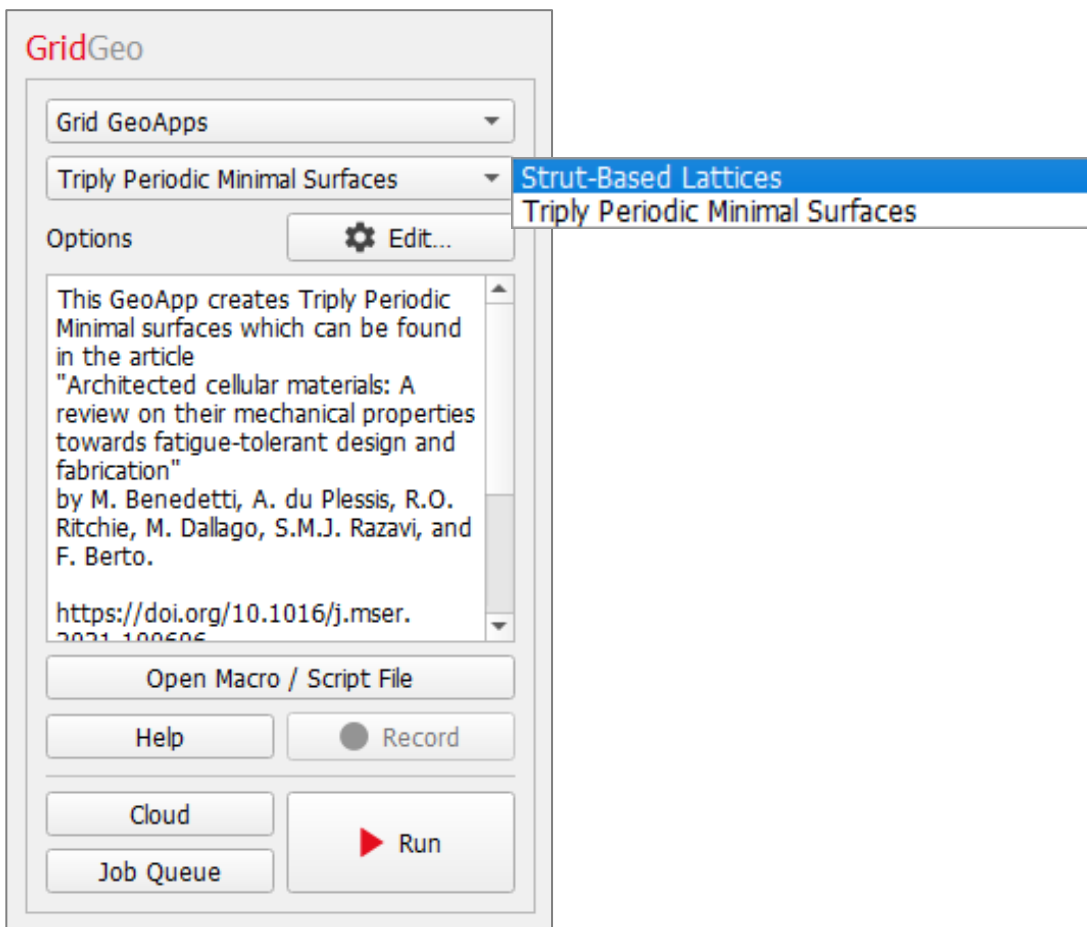 GridGeo
Grid GeoApps
Triply Periodic Minimal Surfaces
Strut-Based Lattices
Triply Periodic Minimal Surfaces
Options
Edit...
This GeoApp creates Triply Periodic
Minimal surfaces which can be found
in the article
"Architected cellular materials: A
review on their mechanical properties
towards fatigue-tolerant design and
fabrication"
by M. Benedetti, A. du Plessis, R.O.
Ritchie, M. Dallago, S.M.J. Razavi, and
F. Berto.
https://doi.org/10.1016/j.mser.
Open Macro / Script File
Help
Record
Cloud
Run
Job Queue